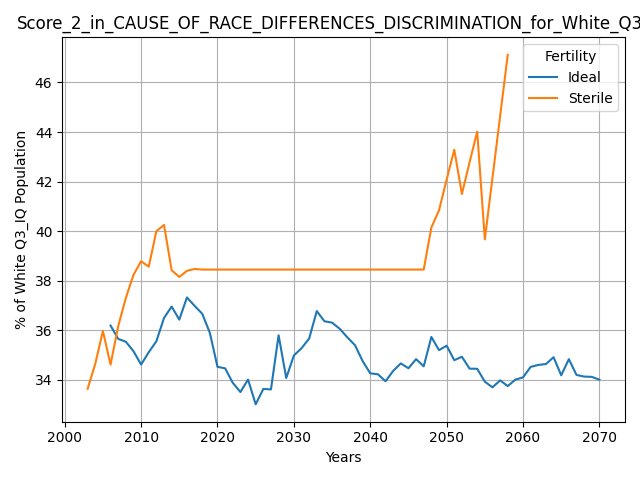 Score_2_in_CAUSE_OF_RACE_DIFFERENCES_DISCRIMINATION_for_White_Q3
Fertility
Ideal
Sterile
% of White Q3_IQ Population
46
44
42
40
38
36
34
2000 2010 2020 2030 2040 2050 2060 2070
Years